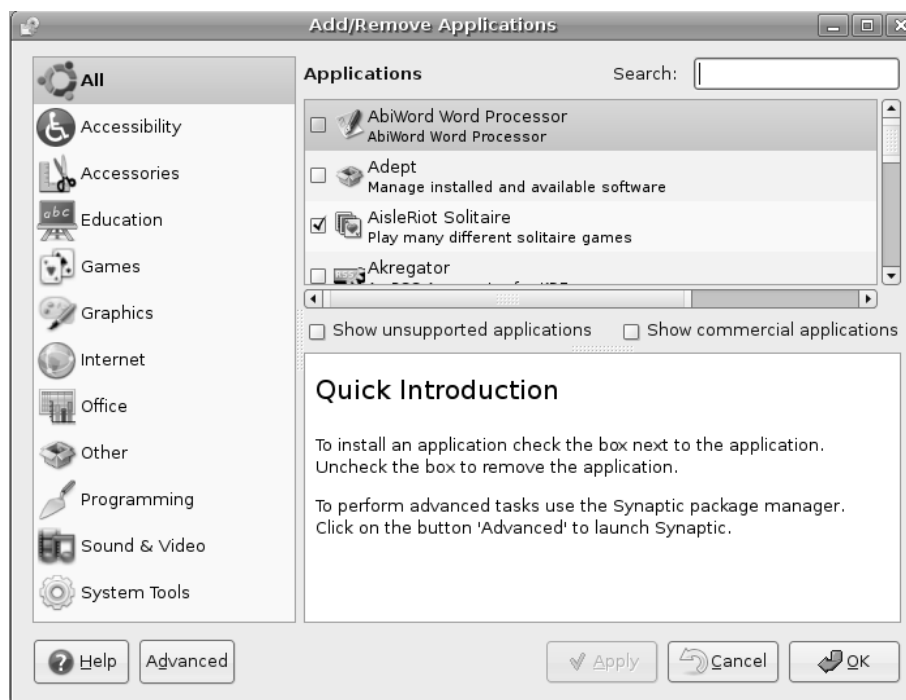 Add/Remove Applications
All
Accessibility
Accessories
abc
Education
Games
Graphics
Internet
Office
Other
Programming
Sound & Video
System Tools
Applications
Search:
AbiWord Word Processor
AbiWord Word Processor
Adept
Manage installed and available software
AisleRiot Solitaire
Play many different solitaire games
Akregator
Show unsupported applications
Show commercial applications
Quick Introduction
To install an application check the box next to the application.
Uncheck the box to remove the application.
To perform advanced tasks use the Synaptic package manager.
Click on the button 'Advanced' to launch Synaptic.
Help
Advanced
Apply
Cancel
OK